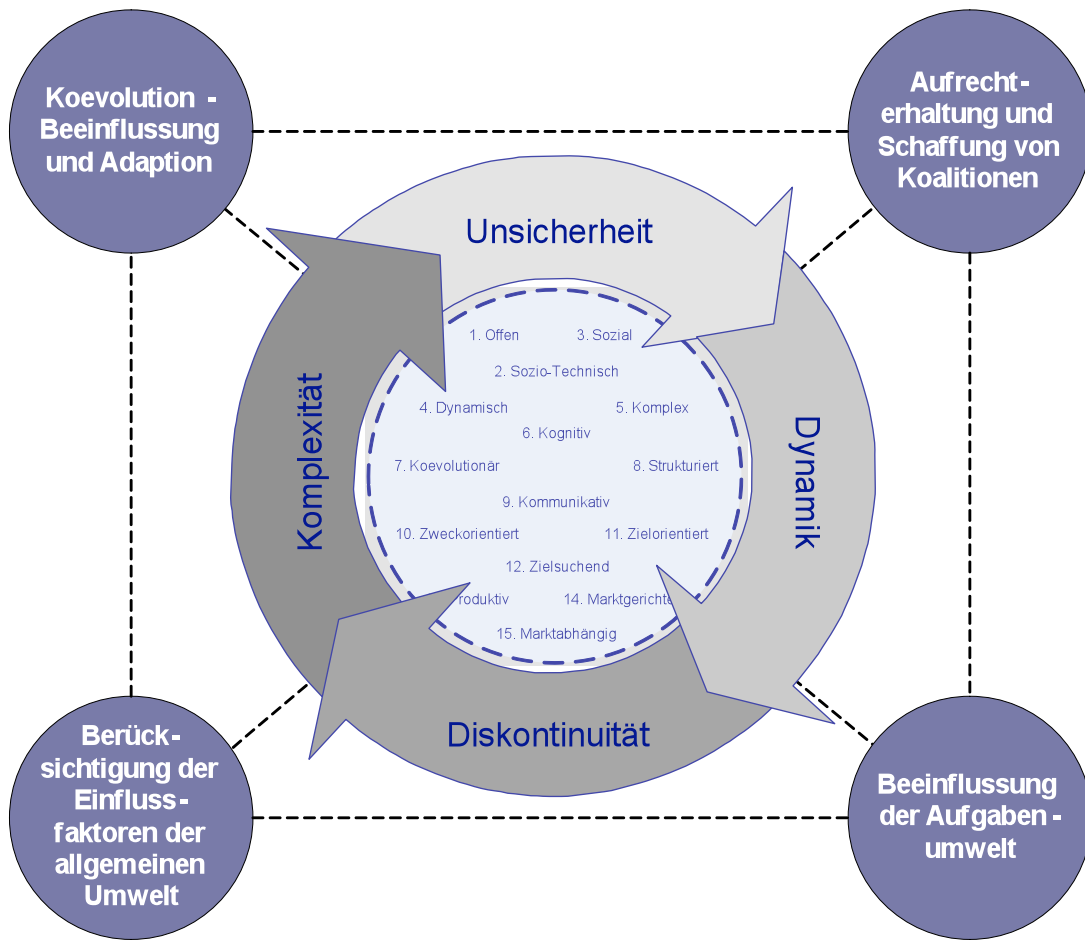 Koevolution -
Beeinflussung
und Adaption
Aufrecht-
erhaltung und
Schaffung von
Koalitionen
Unsicherheit
Komplexität
Dynamik
Diskontinuität
1. Offen
3. Sozial
2. Sozio-Technisch
4. Dynamisch
5. Komplex
6. Kognitiv
7. Koevolutionär
8. Strukturiert
9. Kommunikativ
10. Zweckorientiert
11. Zielorientiert
12. Zielsuchend
roduktiv
14. Marktgerichte
15. Marktabhängig
Berück-
sichtigung der
Einfluss-
faktoren der
allgemeinen
Umwelt
Beeinflussung
der Aufgaben-
umwelt